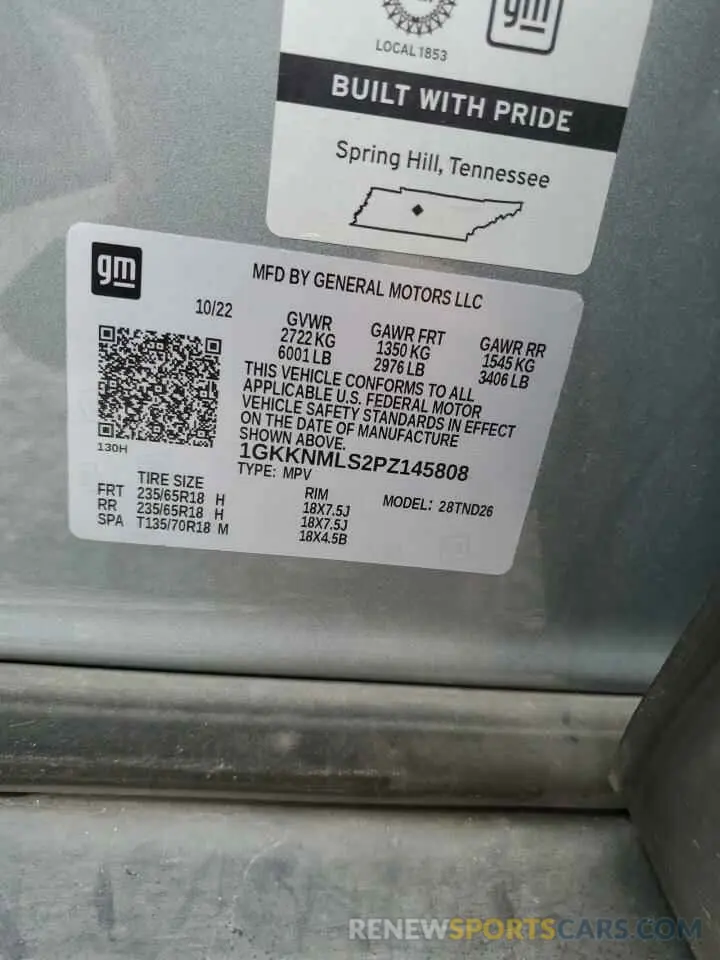 gm
LOCAL 1853
BUILT WITH PRIDE
Spring Hill, Tennessee
gm
MFD BY GENERAL MOTORS LLC
10/22
GVWR GAWR FRT GAWR RR
2722 KG 1350 KG 1545 KG
6001 LB 2976 LB 3406 LB
THIS VEHICLE CONFORMS TO ALL
APPLICABLE U.S. FEDERAL MOTOR
VEHICLE SAFETY STANDARDS IN EFFECT
ON THE DATE OF MANUFACTURE
SHOWN ABOVE.
130H
1GKKNMLS2PZ145808
TYPE: MPV
TIRE SIZE RIM MODEL: 28TND26
FRT 235/65R18 H 18X7.5J
RR 235/65R18 H 18X7.5J
SPA T135/70R18 M 18X4.5B
RENEWSPORTSCARS.COM